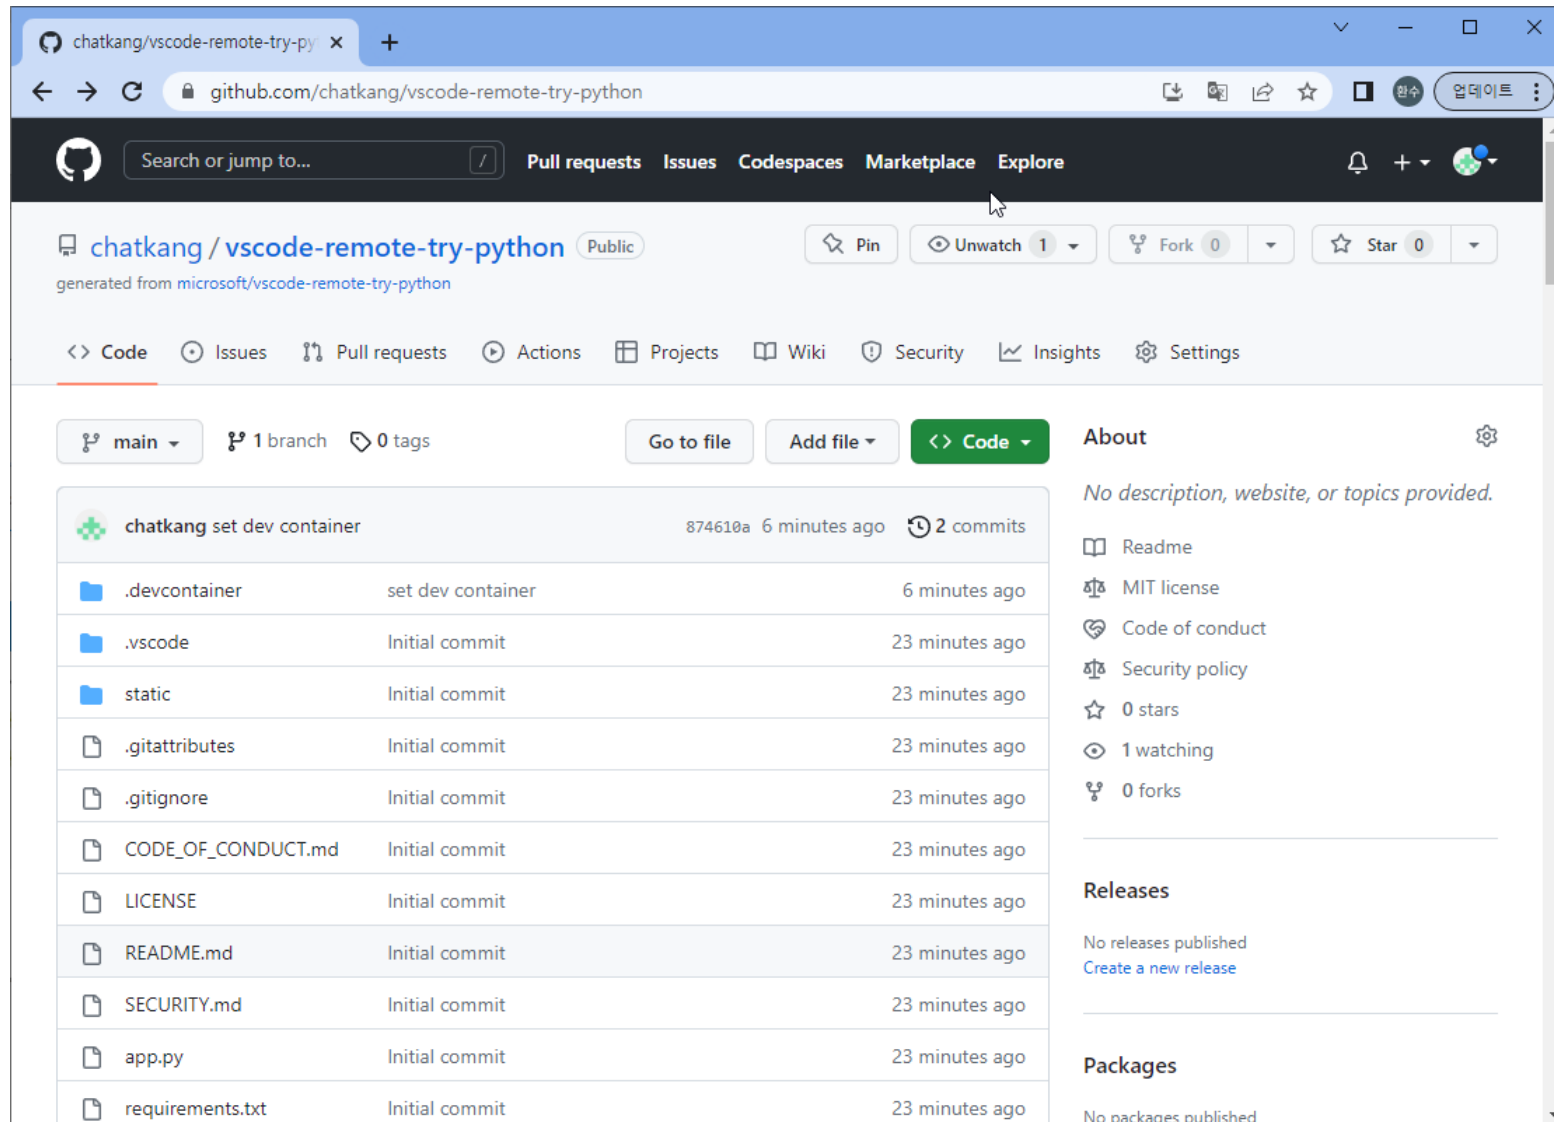 chatkang/vscode-remote-try-py
github.com/chatkang/vscode-remote-try-python
환수
업데이트
Search or jump to...
/
Pull requests Issues Codespaces Marketplace Explore
chatkang / vscode-remote-try-python Public
Pin
Unwatch 1
Fork 0
Star 0
generated from microsoft/vscode-remote-try-python
Code Issues Pull requests Actions Projects Wiki Security Insights Settings
main 1 branch 0 tags
Go to file Add file Code
chatkang set dev container 874610a 6 minutes ago 2 commits
.devcontainer set dev container 6 minutes ago
.vscode Initial commit 23 minutes ago
static Initial commit 23 minutes ago
.gitattributes Initial commit 23 minutes ago
.gitignore Initial commit 23 minutes ago
CODE_OF_CONDUCT.md Initial commit 23 minutes ago
LICENSE Initial commit 23 minutes ago
README.md Initial commit 23 minutes ago
SECURITY.md Initial commit 23 minutes ago
app.py Initial commit 23 minutes ago
requirements.txt Initial commit 23 minutes ago
About
No description, website, or topics provided.
Readme
MIT license
Code of conduct
Security policy
0 stars
1 watching
0 forks
Releases
No releases published
Create a new release
Packages
No packages published